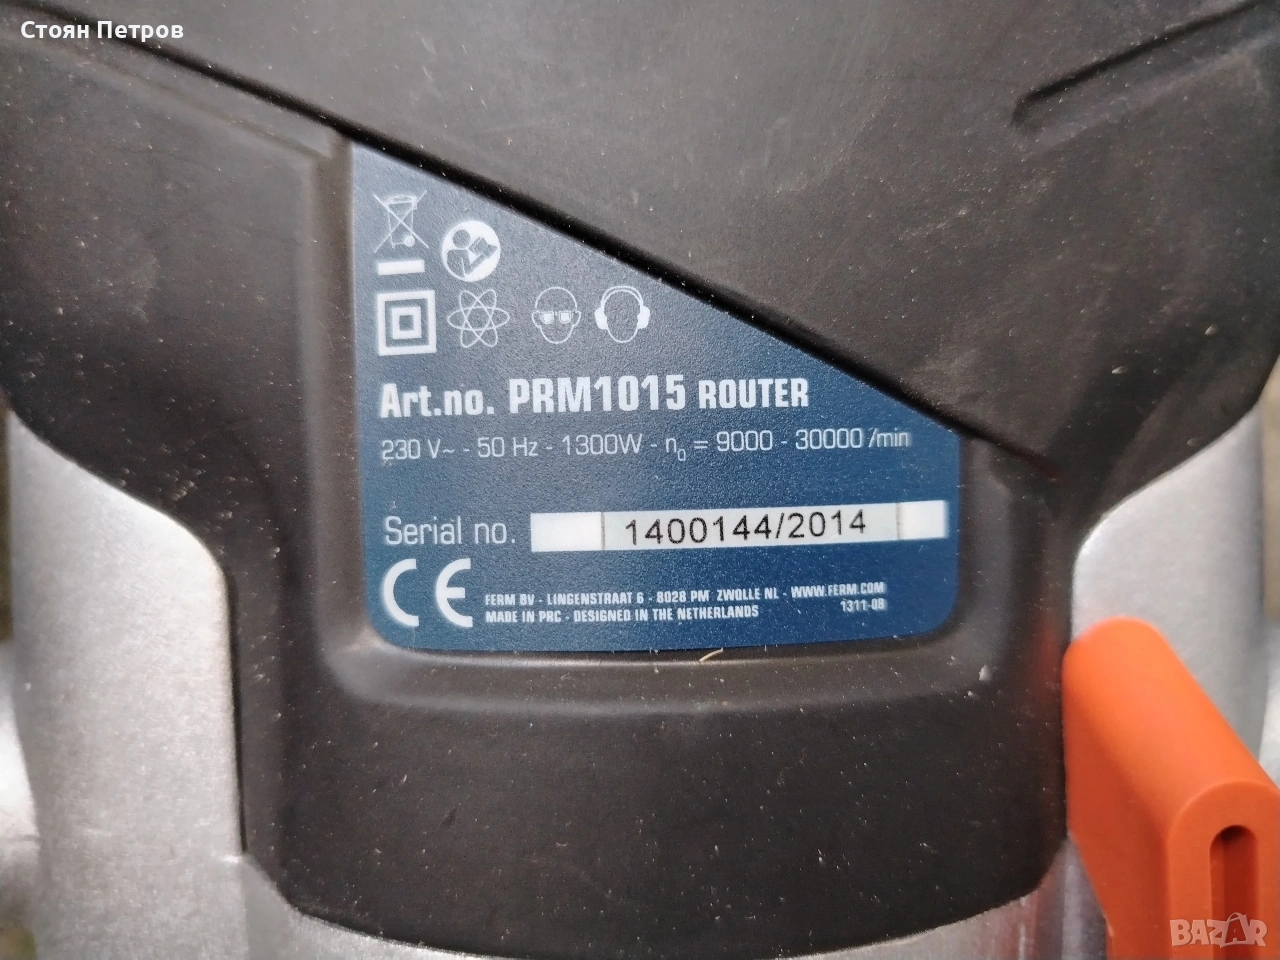 Стоян Петров
Art.no. PRM1015 ROUTER
230 V~ - 50 Hz - 1300W - n0 = 9000 - 30000 /min
Serial no. 1400144/2014
CE
FERM BV - LINGENSTRAAT 6 - 8028 PM ZWOLLE NL - WWW.FERM.COM
MADE IN PRC - DESIGNED IN THE NETHERLANDS
1311-08
BAZAR